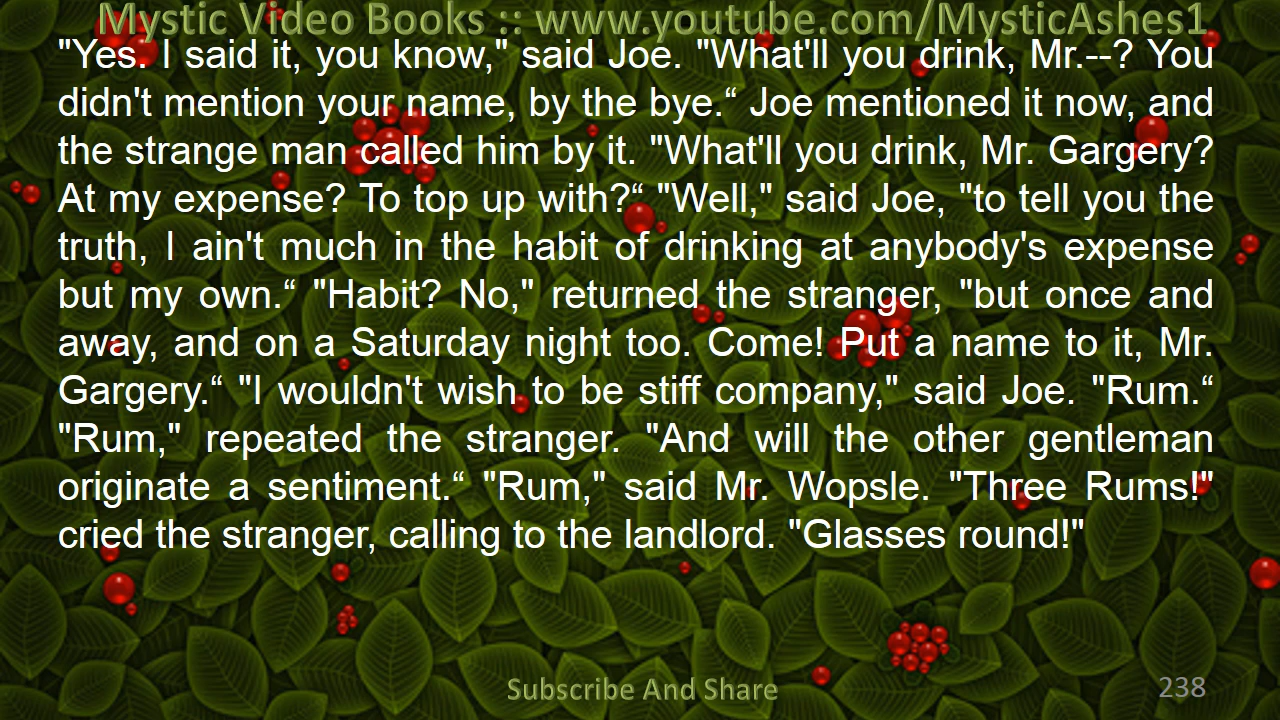 Mystic Video Books :: www.youtube.com/MysticAshes1
"Yes. I said it, you know," said Joe. "What'll you drink, Mr.--? You
didn't mention your name, by the bye.“ Joe mentioned it now, and
the strange man called him by it. "What'll you drink, Mr. Gargery?
At my expense? To top up with?“ "Well," said Joe, "to tell you the
truth, I ain't much in the habit of drinking at anybody's expense
but my own.“ "Habit? No," returned the stranger, "but once and
away, and on a Saturday night too. Come! Put a name to it, Mr.
Gargery.“ "I wouldn't wish to be stiff company," said Joe. "Rum.“
"Rum," repeated the stranger. "And will the other gentleman
originate a sentiment.“ "Rum," said Mr. Wopsle. "Three Rums!"
cried the stranger, calling to the landlord. "Glasses round!"
Subscribe And Share
238